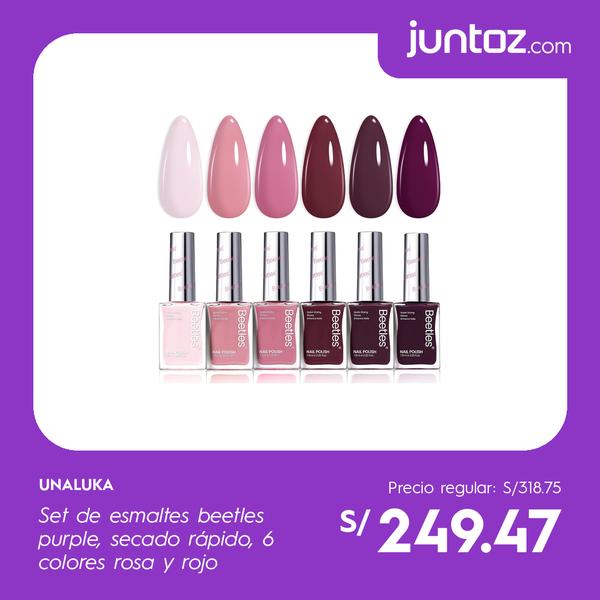 juntoz.com
Beetles
Beetles
Beetles
Beetles
Beetles
Beetles
NAIL POLISH
NAIL POLISH
NAIL POLISH
NAIL POLISH
NAIL POLISH
UNALUKA
Set de esmaltes beetles
purple, secado rápido, 6
colores rosa y rojo
Precio regular: S/318.75
S/249.47